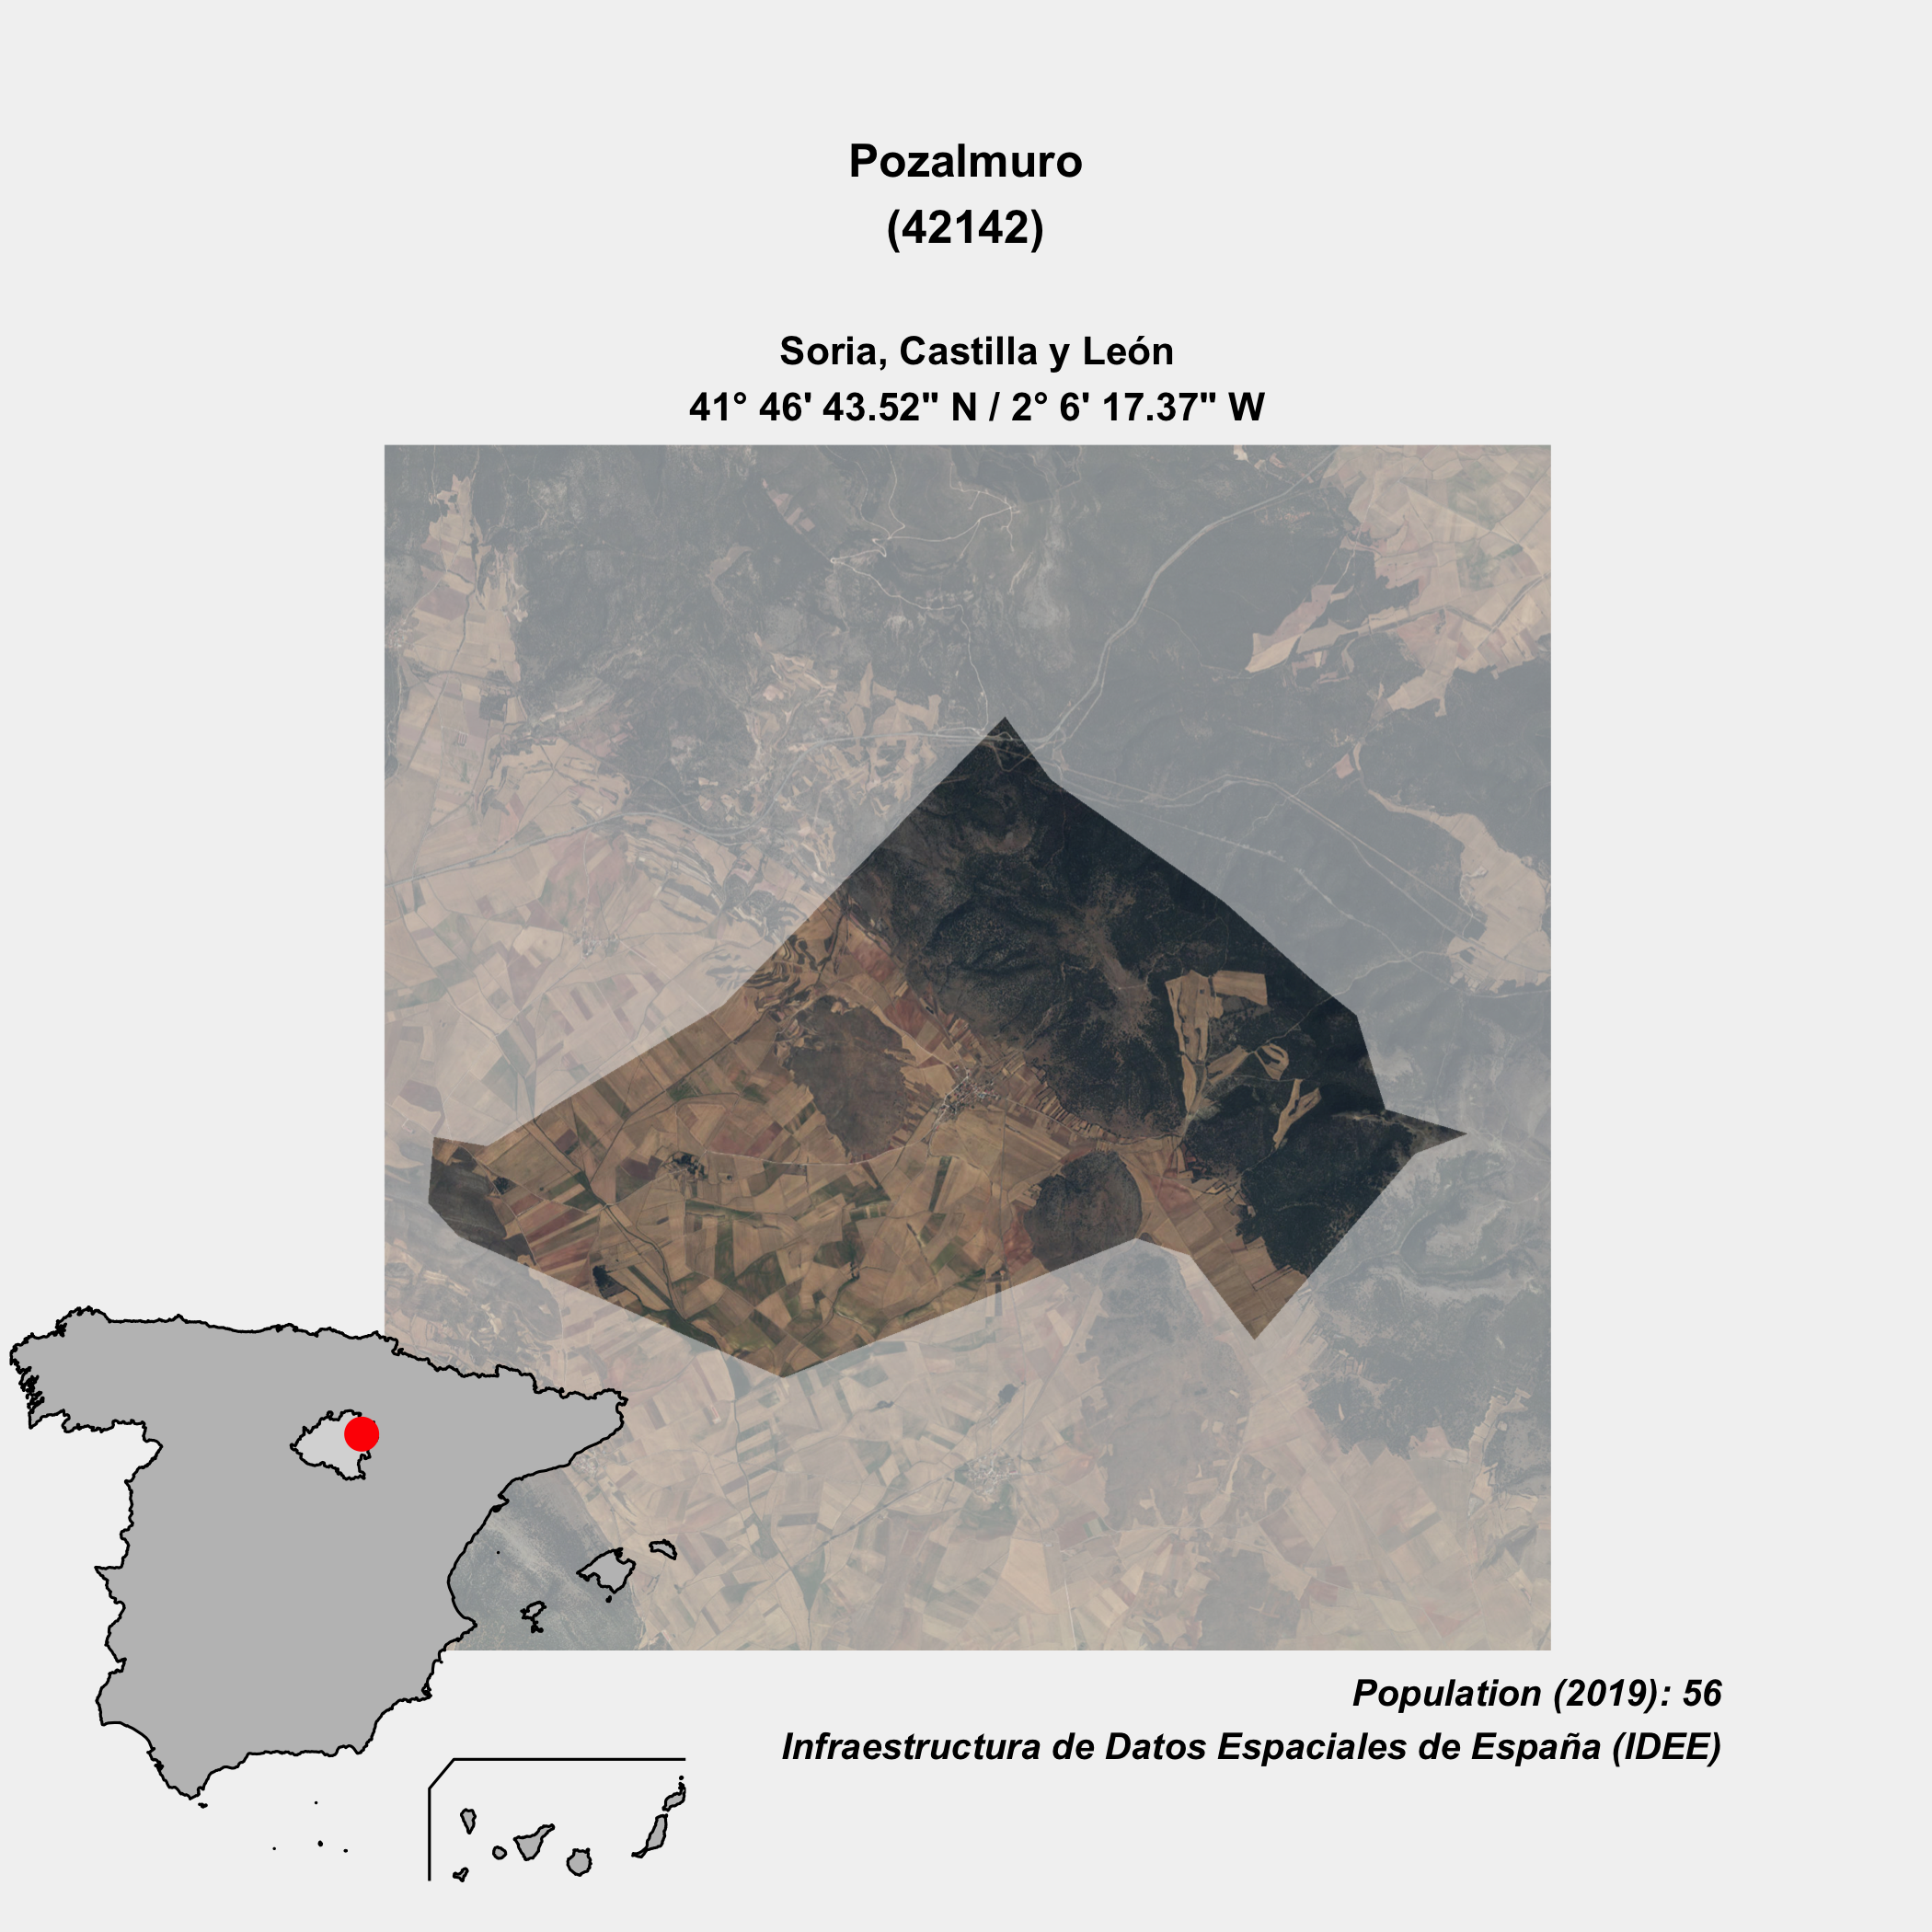 Pozalmuro
(42142)
Soria, Castilla y León
41° 46' 43.52" N / 2° 6' 17.37" W
Population (2019): 56
Infraestructura de Datos Espaciales de España (IDEE)